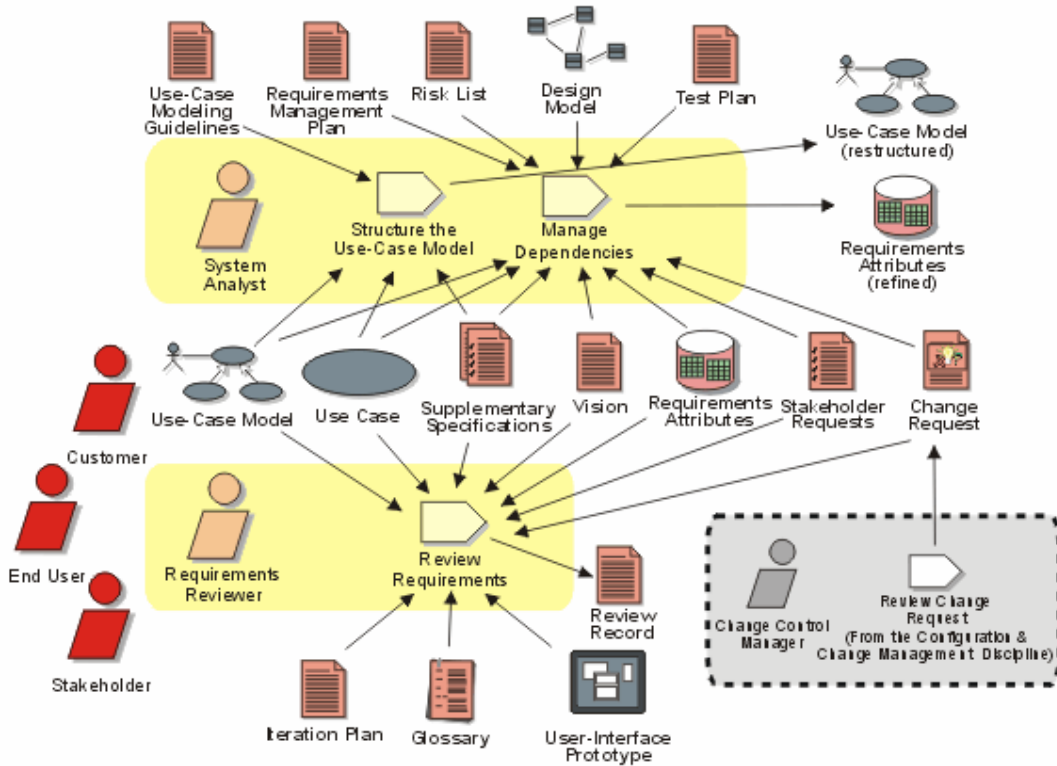 Use-Case
Modeling
Guidelines
Requirements
Management
Plan
Risk List
Design
Model
Test Plan
Use-Case Model
(restructured)
System
Analyst
Structure the
Use-Case Model
Manage
Dependencies
Requirements
Attributes
(refined)
Customer
Use-Case Model
Use Case
Supplementary
Specifications
Vision
Requirements
Attributes
Stakeholder
Requests
Change
Request
End User
Requirements
Reviewer
Review
Requirements
Review
Record
Change Control
Manager
Review Change
Request
(From the Configuration &
Change Management Discipline)
Stakeholder
Iteration Plan
Glossary
User-Interface
Prototype